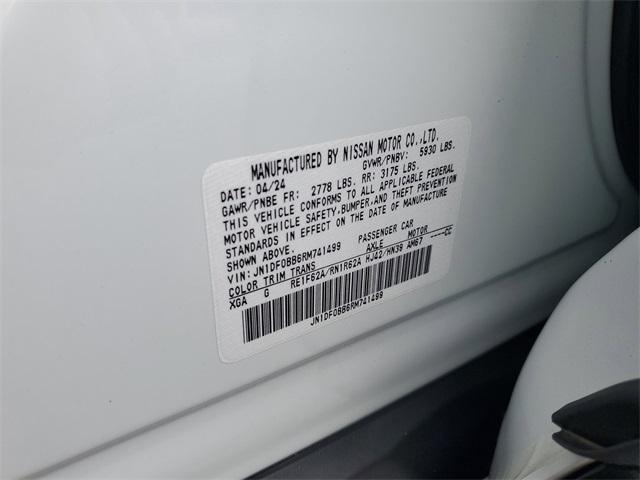 MANUFACTURED BY NISSAN MOTOR CO.,LTD.
DATE: 04/24 GVWR/PNBV: 5930 LBS.
GAWR/PNBE FR: 2778 LBS. RR: 3175 LBS.
THIS VEHICLE CONFORMS TO ALL APPLICABLE FEDERAL
MOTOR VEHICLE SAFETY,BUMPER,AND THEFT PREVENTION
STANDARDS IN EFFECT ON THE DATE OF MANUFACTURE
SHOWN ABOVE.
VIN: JN1DF0BB6RM741499 PASSENGER CAR
COLOR TRIM TRANS AXLE MOTOR
XGA G RE1F62A/RN1R62A HJ42/HN39 AM67 ----CC
JN1DF0BB6RM741499